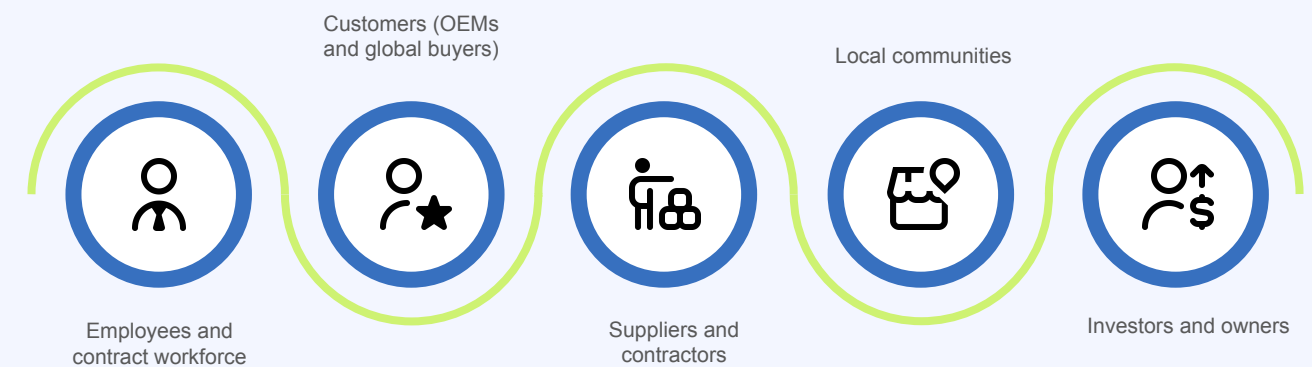 Employees and
contract workforce
Customers (OEMs
and global buyers)
Suppliers and
contractors
Local communities
Investors and owners